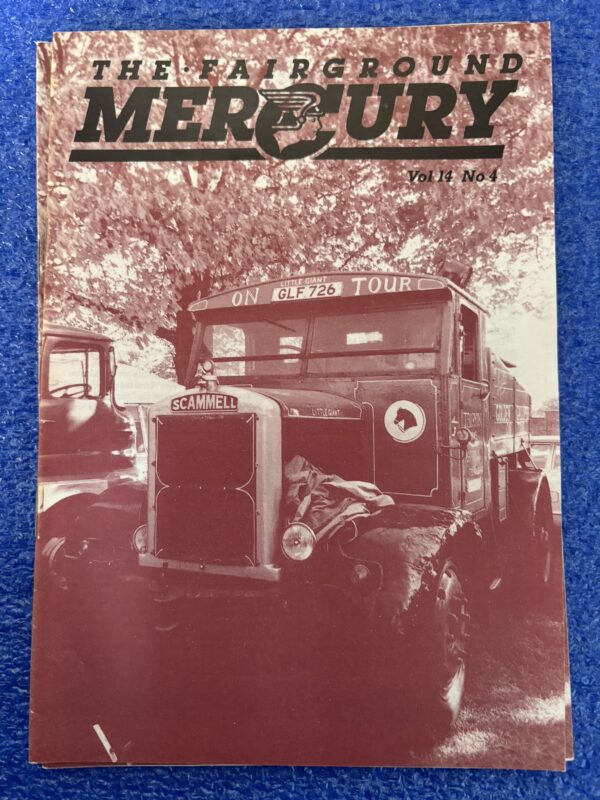 THE·FAIRGROUND
MERCURY
Vol 14 No 4
LITTLE GIANT
ON GLF 726 TOUR
SCAMMELL
LITTLE GIANT